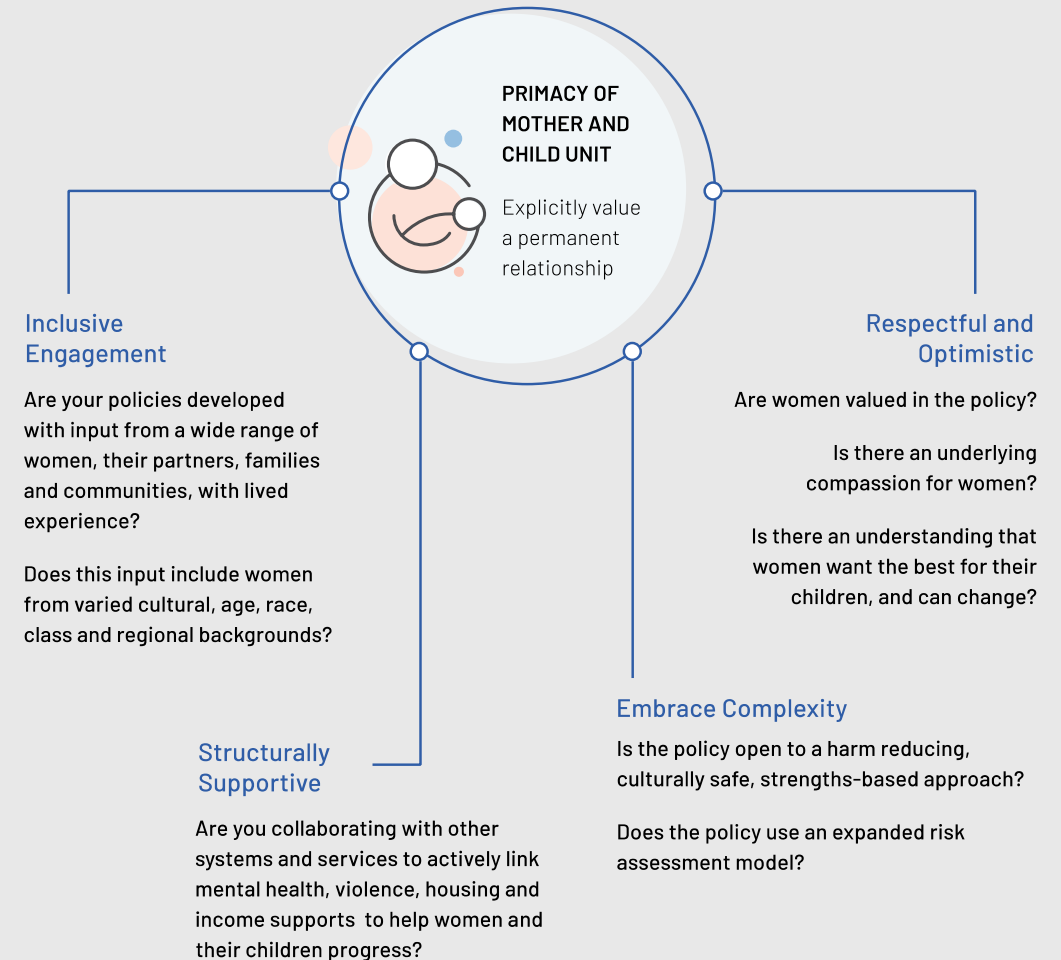 PRIMACY OF
MOTHER AND
CHILD UNIT
Explicitly value
a permanent
relationship
Inclusive
Engagement
Are your policies developed
with input from a wide range of
women, their partners, families
and communities, with lived
experience?
Does this input include women
from varied cultural, age, race,
class and regional backgrounds?
Respectful and
Optimistic
Are women valued in the policy?
Is there an underlying
compassion for women?
Is there an understanding that
women want the best for their
children, and can change?
Structurally
Supportive
Are you collaborating with other
systems and services to actively link
mental health, violence, housing and
income supports  to help women and
their children progress?
Embrace Complexity
Is the policy open to a harm reducing,
culturally safe, strengths-based approach?
Does the policy use an expanded risk
assessment model?